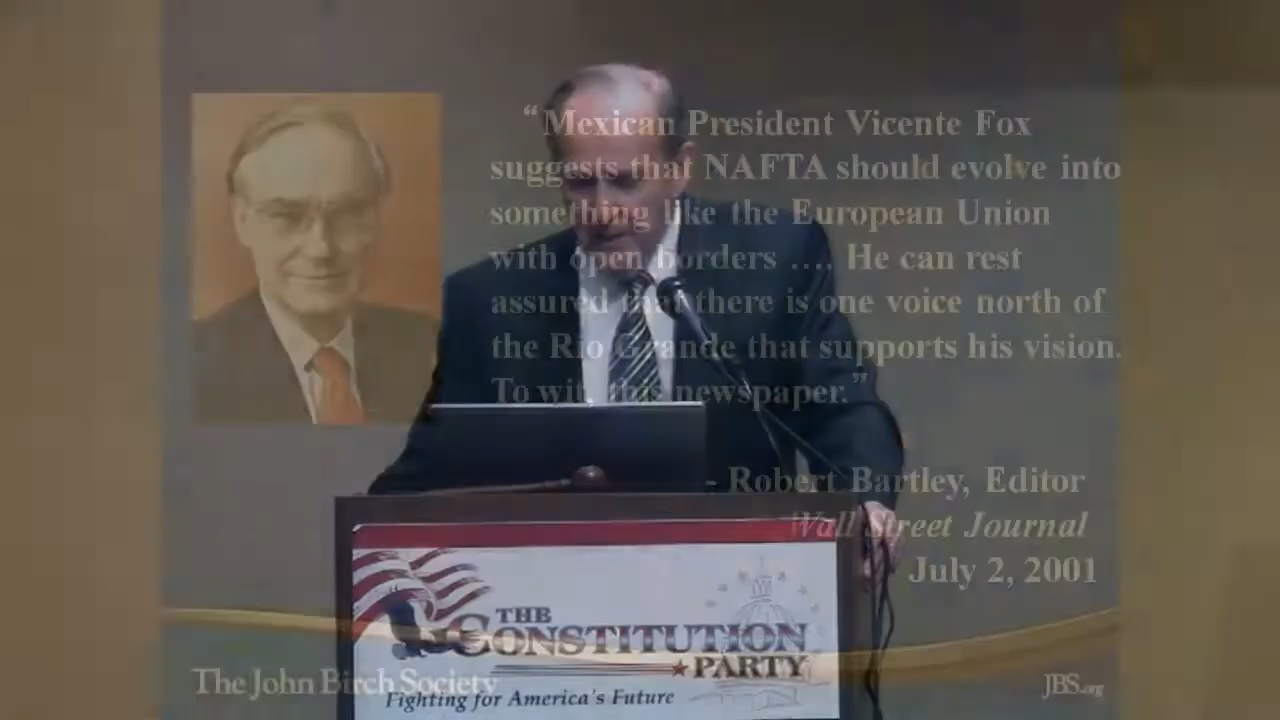 “Mexican President Vicente Fox
suggests that NAFTA should evolve into
something like the European Union
with open borders …. He can rest
assured that there is one voice north of
the Rio Grande that supports his vision.
To wit, this newspaper.”
- Robert Bartley, Editor
Wall Street Journal
July 2, 2001
THE
CONSTITUTION
PARTY
Fighting for America's Future
The John Birch Society
JBS.org